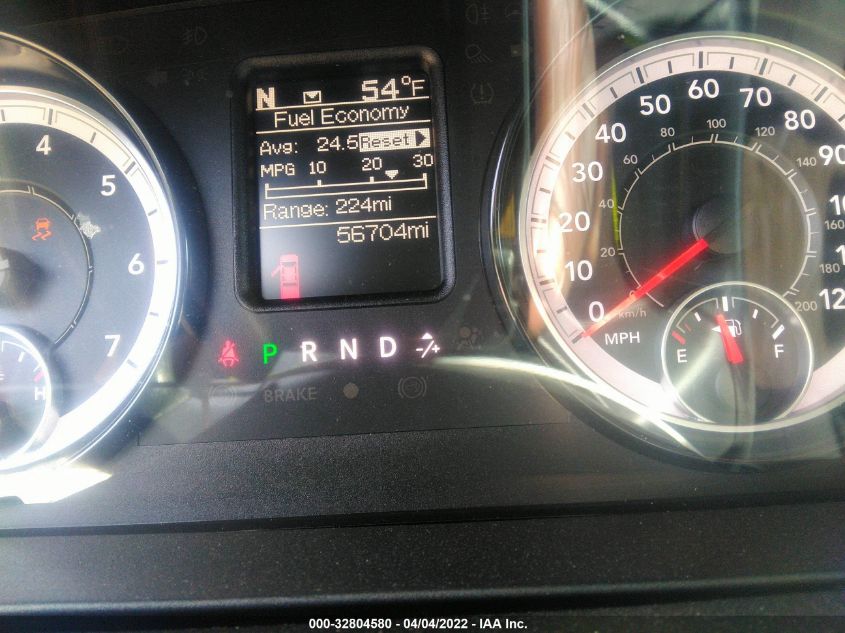 N 54°F
Fuel Economy
Avg: 24.5 Reset
MPG 10 20 30
Range: 224mi
56704mi
P R N D -/+
BRAKE
4
5
6
7
H
0
10
20
30
40
50
60
70
80
90
20
40
60
80
100
120
140
160
180
200
km/h
MPH
E F
000-32804580 - 04/04/2022 - IAA Inc.